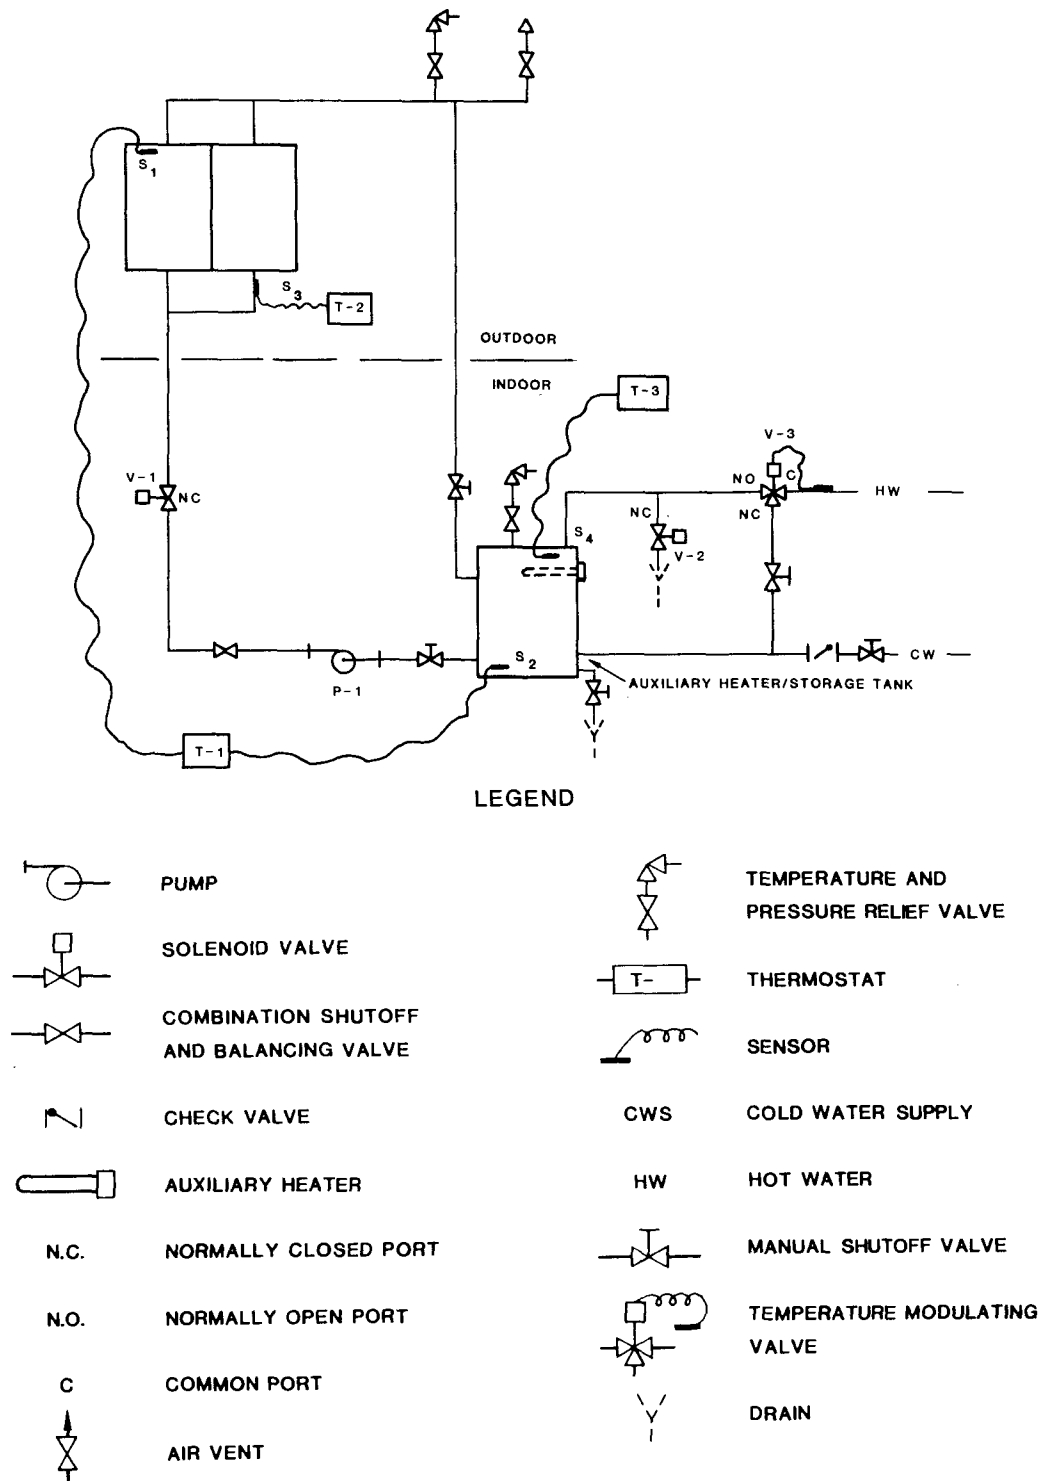 S1
S3
T-2
OUTDOOR
INDOOR
T-3
V-3
V-1
NC
NO
C
HW
NC
NC
S4
V-2
S2
CW
P-1
AUXILIARY HEATER/STORAGE TANK
T-1
LEGEND
PUMP
SOLENOID VALVE
COMBINATION SHUTOFF
AND BALANCING VALVE
CHECK VALVE
AUXILIARY HEATER
N.C. NORMALLY CLOSED PORT
N.O. NORMALLY OPEN PORT
C COMMON PORT
AIR VENT
TEMPERATURE AND
PRESSURE RELIEF VALVE
T- THERMOSTAT
SENSOR
CWS COLD WATER SUPPLY
HW HOT WATER
MANUAL SHUTOFF VALVE
TEMPERATURE MODULATING
VALVE
DRAIN